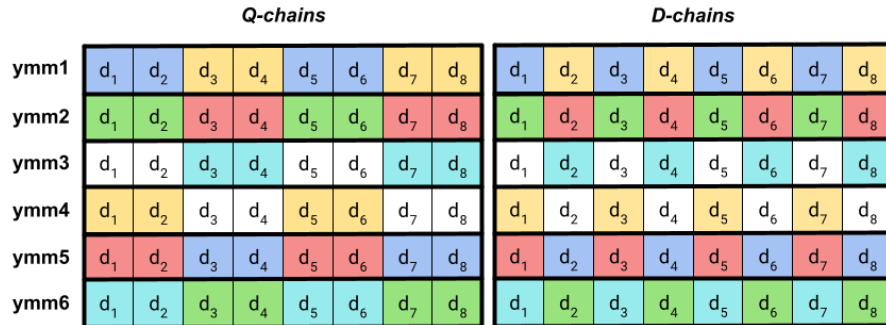 Q-chains D-chains
ymm1 d₁ d₂ d₃ d₄ d₅ d₆ d₇ d₈ d₁ d₂ d₃ d₄ d₅ d₆ d₇ d₈
ymm2 d₁ d₂ d₃ d₄ d₅ d₆ d₇ d₈ d₁ d₂ d₃ d₄ d₅ d₆ d₇ d₈
ymm3 d₁ d₂ d₃ d₄ d₅ d₆ d₇ d₈ d₁ d₂ d₃ d₄ d₅ d₆ d₇ d₈
ymm4 d₁ d₂ d₃ d₄ d₅ d₆ d₇ d₈ d₁ d₂ d₃ d₄ d₅ d₆ d₇ d₈
ymm5 d₁ d₂ d₃ d₄ d₅ d₆ d₇ d₈ d₁ d₂ d₃ d₄ d₅ d₆ d₇ d₈
ymm6 d₁ d₂ d₃ d₄ d₅ d₆ d₇ d₈ d₁ d₂ d₃ d₄ d₅ d₆ d₇ d₈